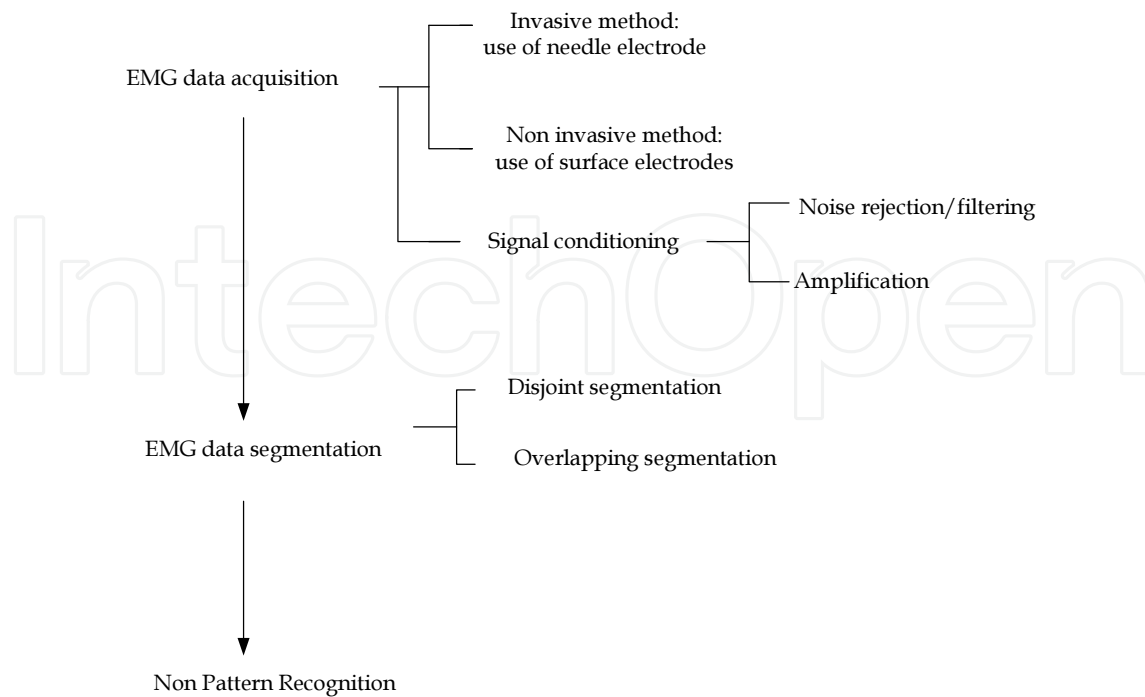 Invasive method:
use of needle electrode
EMG data acquisition
Non invasive method:
use of surface electrodes
Noise rejection/filtering
Signal conditioning
Amplification
IntechOpen
Disjoint segmentation
EMG data segmentation
Overlapping segmentation
Non Pattern Recognition